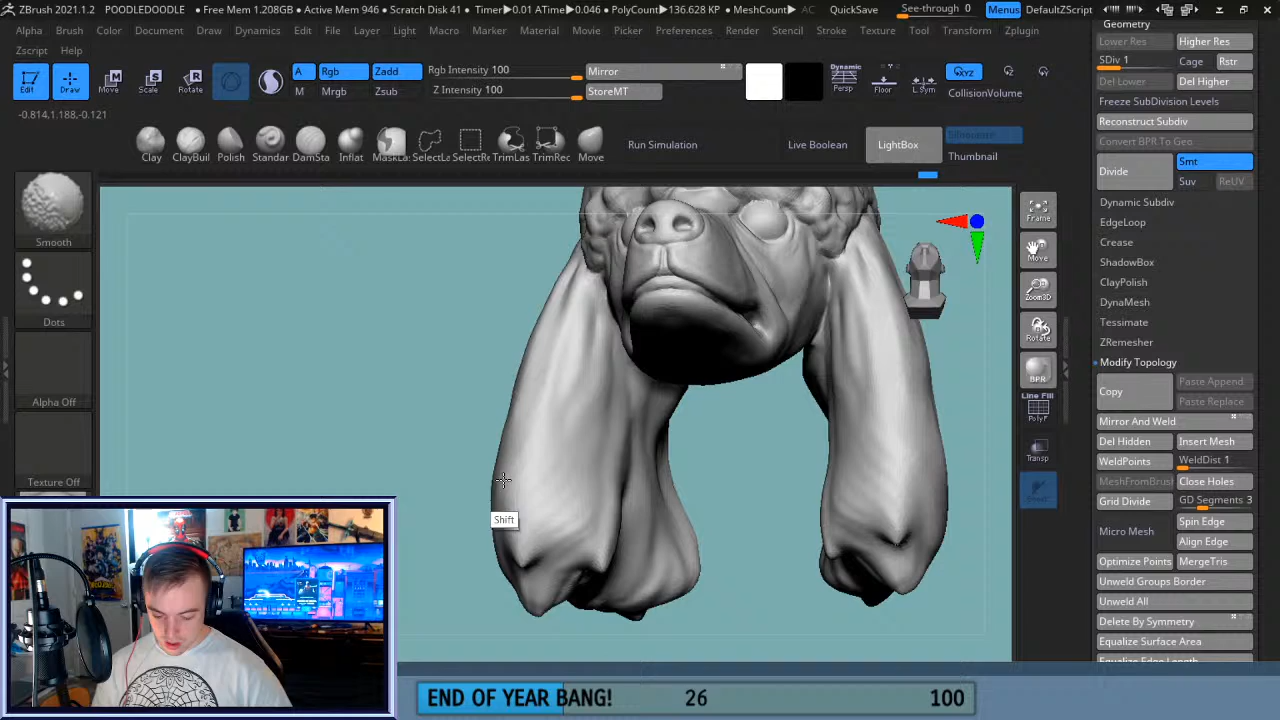 ZBrush 2021.1.2 POODLEDOODLE • Free Mem 1.208GB • Active Mem 946 • Scratch Disk 41 • Timer▶0.01 ATime▶0.046 • PolyCount▶136.628 KP • MeshCount▶ AC QuickSave See-through 0 Menus DefaultZScript
Alpha Brush Color Document Draw Dynamics Edit File Layer Light Macro Marker Material Movie Picker Preferences Render Stencil Stroke Texture Tool Transform Zplugin
Zscript Help
Edit Draw Move Scale Rotate
A Rgb Zadd
M Mrgb Zsub
Rgb Intensity 100
Z Intensity 100
Mirror
StoreMT
Dynamic
Persp Floor L.Sym
XYZ
CollisionVolume
-0.814,1.188,-0.121
Clay ClayBuil Polish Standar DamSta Inflat MaskLa SelectLa SelectRe TrimLas TrimRec Move
Run Simulation Live Boolean LightBox
Thumbnail
Smooth
Dots
Alpha Off
Texture Off
Shift
Frame
Move
Zoom3D
Rotate
BPR
Line Fill
PolyF
Transp
Geometry
Lower Res Higher Res
SDiv 1 Cage Rstr
Del Lower Del Higher
Freeze SubDivision Levels
Reconstruct Subdiv
Convert BPR To Geo
Divide Smt
Suv ReUV
Dynamic Subdiv
EdgeLoop
Crease
ShadowBox
ClayPolish
DynaMesh
Tessimate
ZRemesher
Modify Topology
Copy Paste Append
Paste Replace
Mirror And Weld
Del Hidden Insert Mesh
WeldPoints WeldDist 1
MeshFromBrush Close Holes
Grid Divide GD Segments 3
Micro Mesh Spin Edge
Align Edge
Optimize Points MergeTris
Unweld Groups Border
Unweld All
Delete By Symmetry
Equalize Surface Area
END OF YEAR BANG! 26 100